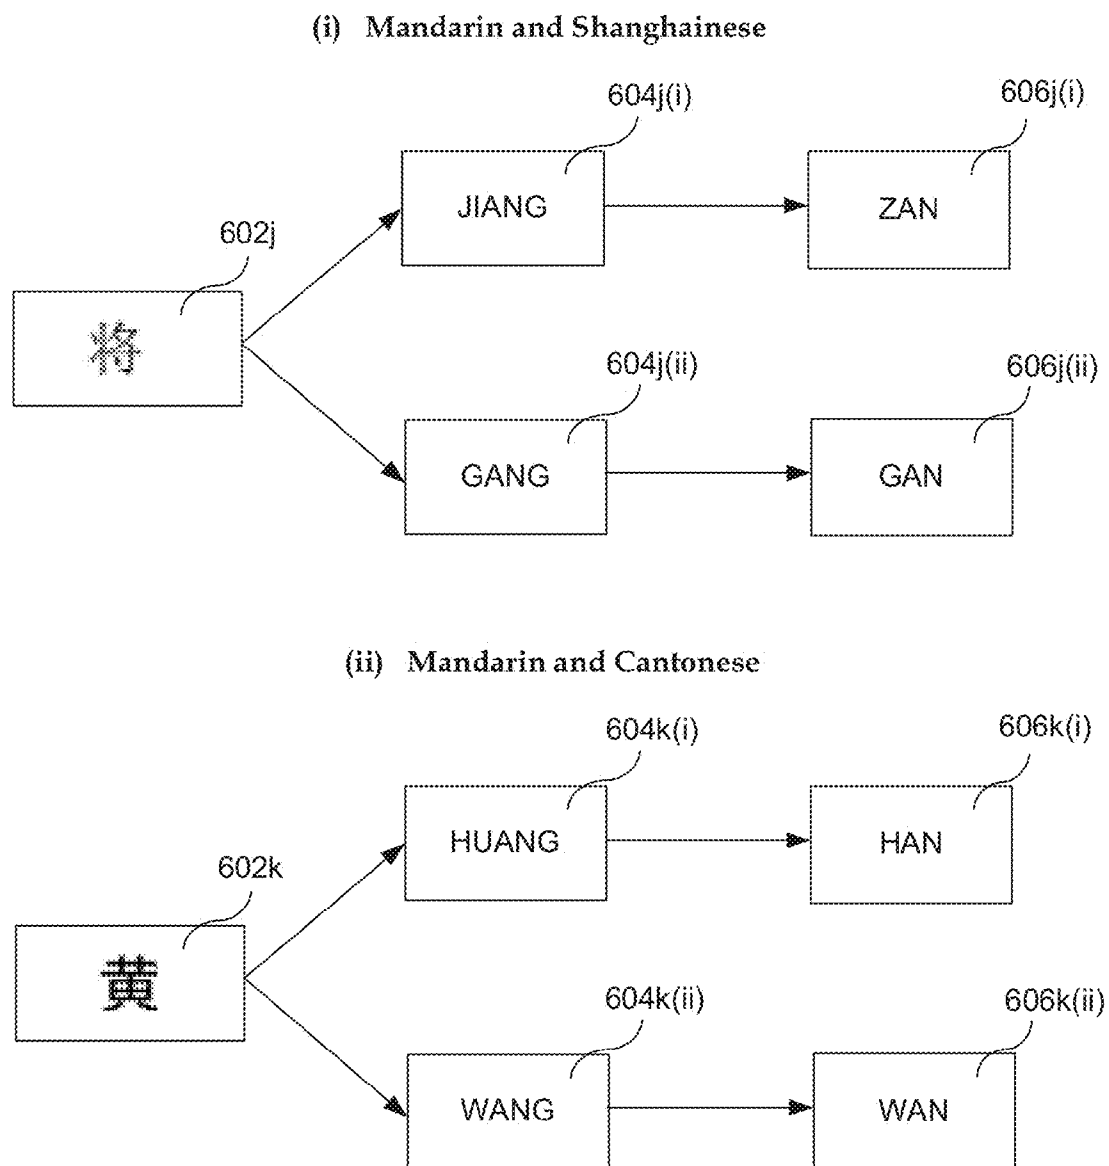 (i) Mandarin and Shanghainese
604j(i)
606j(i)
JIANG
ZAN
602j
将
604j(ii)
606j(ii)
GANG
GAN
(ii) Mandarin and Cantonese
604k(i)
606k(i)
HUANG
HAN
602k
黄
604k(ii)
606k(ii)
WANG
WAN